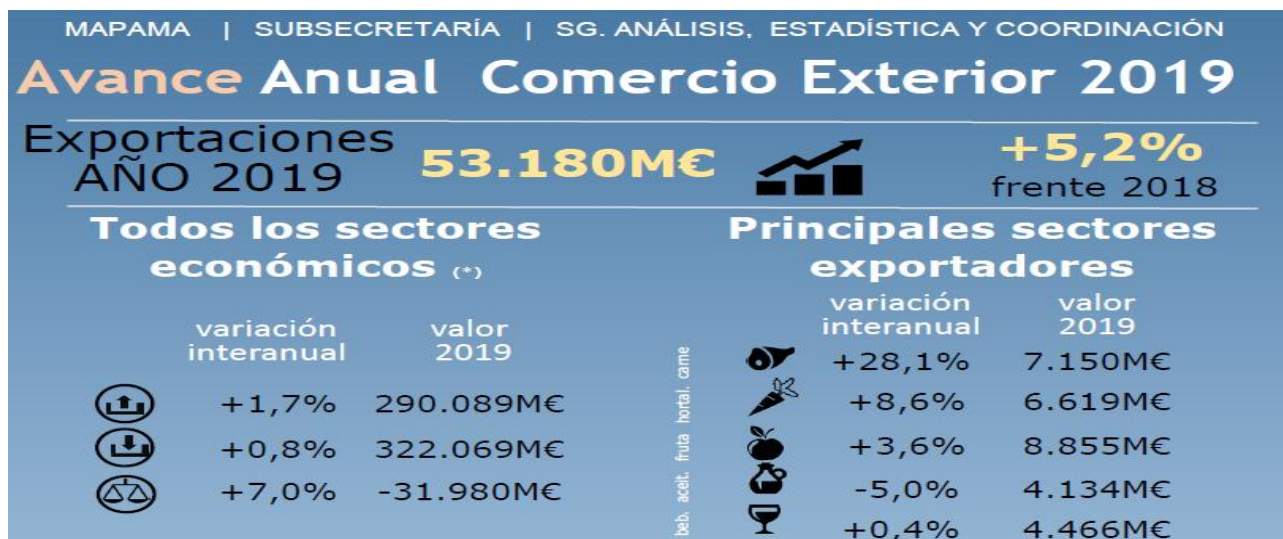 MAPAMA | SUBSECRETARÍA | SG. ANÁLISIS, ESTADÍSTICA Y COORDINACIÓN
Avance Anual Comercio Exterior 2019
Exportaciones
AÑO 2019
53.180M€
+5,2%
frente 2018
Todos los sectores
económicos (*)
variación
interanual
valor
2019
+1,7% 290.089M€
+0,8% 322.069M€
+7,0% -31.980M€
Principales sectores
exportadores
variación
interanual
valor
2019
carne +28,1% 7.150M€
hortal. +8,6% 6.619M€
fruta +3,6% 8.855M€
aceit. -5,0% 4.134M€
beb. +0,4% 4.466M€